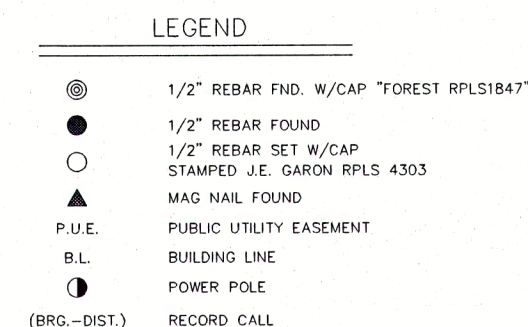 LEGEND
1/2" REBAR FND. W/CAP "FOREST RPLS1847"
1/2" REBAR FOUND
1/2" REBAR SET W/CAP
STAMPED J.E. GARON RPLS 4303
MAG NAIL FOUND
P.U.E. PUBLIC UTILITY EASEMENT
B.L. BUILDING LINE
POWER POLE
(BRG.-DIST.) RECORD CALL